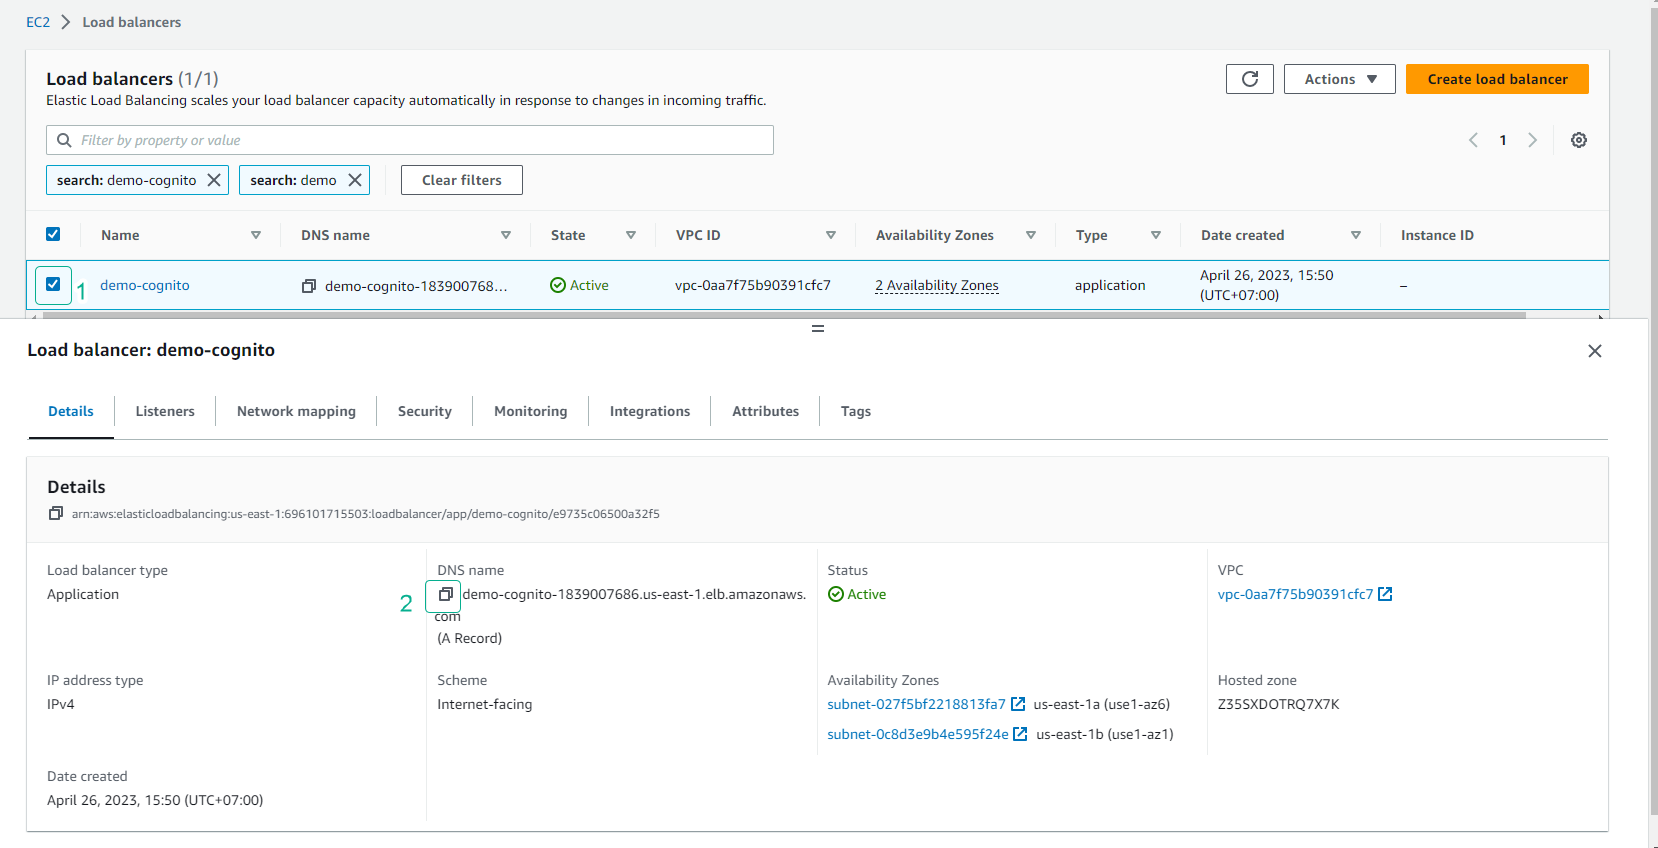 EC2 > Load balancers
Load balancers (1/1)
Actions
Create load balancer
Elastic Load Balancing scales your load balancer capacity automatically in response to changes in incoming traffic.
Filter by property or value
1
search: demo-cognito
search: demo
Clear filters
Name
DNS name
State
VPC ID
Availability Zones
Type
Date created
Instance ID
1
demo-cognito
demo-cognito-183900768...
Active
vpc-0aa7f75b90391cfc7
2 Availability Zones
application
April 26, 2023, 15:50
(UTC+07:00)
–
Load balancer: demo-cognito
Details
Listeners
Network mapping
Security
Monitoring
Integrations
Attributes
Tags
Details
arn:aws:elasticloadbalancing:us-east-1:696101715503:loadbalancer/app/demo-cognito/e9735c06500a32f5
Load balancer type
Application
DNS name
2
demo-cognito-1839007686.us-east-1.elb.amazonaws.
com
(A Record)
Status
Active
VPC
vpc-0aa7f75b90391cfc7
IP address type
IPv4
Scheme
Internet-facing
Availability Zones
subnet-027f5bf2218813fa7 us-east-1a (use1-az6)
subnet-0c8d3e9b4e595f24e us-east-1b (use1-az1)
Hosted zone
Z35SXDOTRQ7X7K
Date created
April 26, 2023, 15:50 (UTC+07:00)